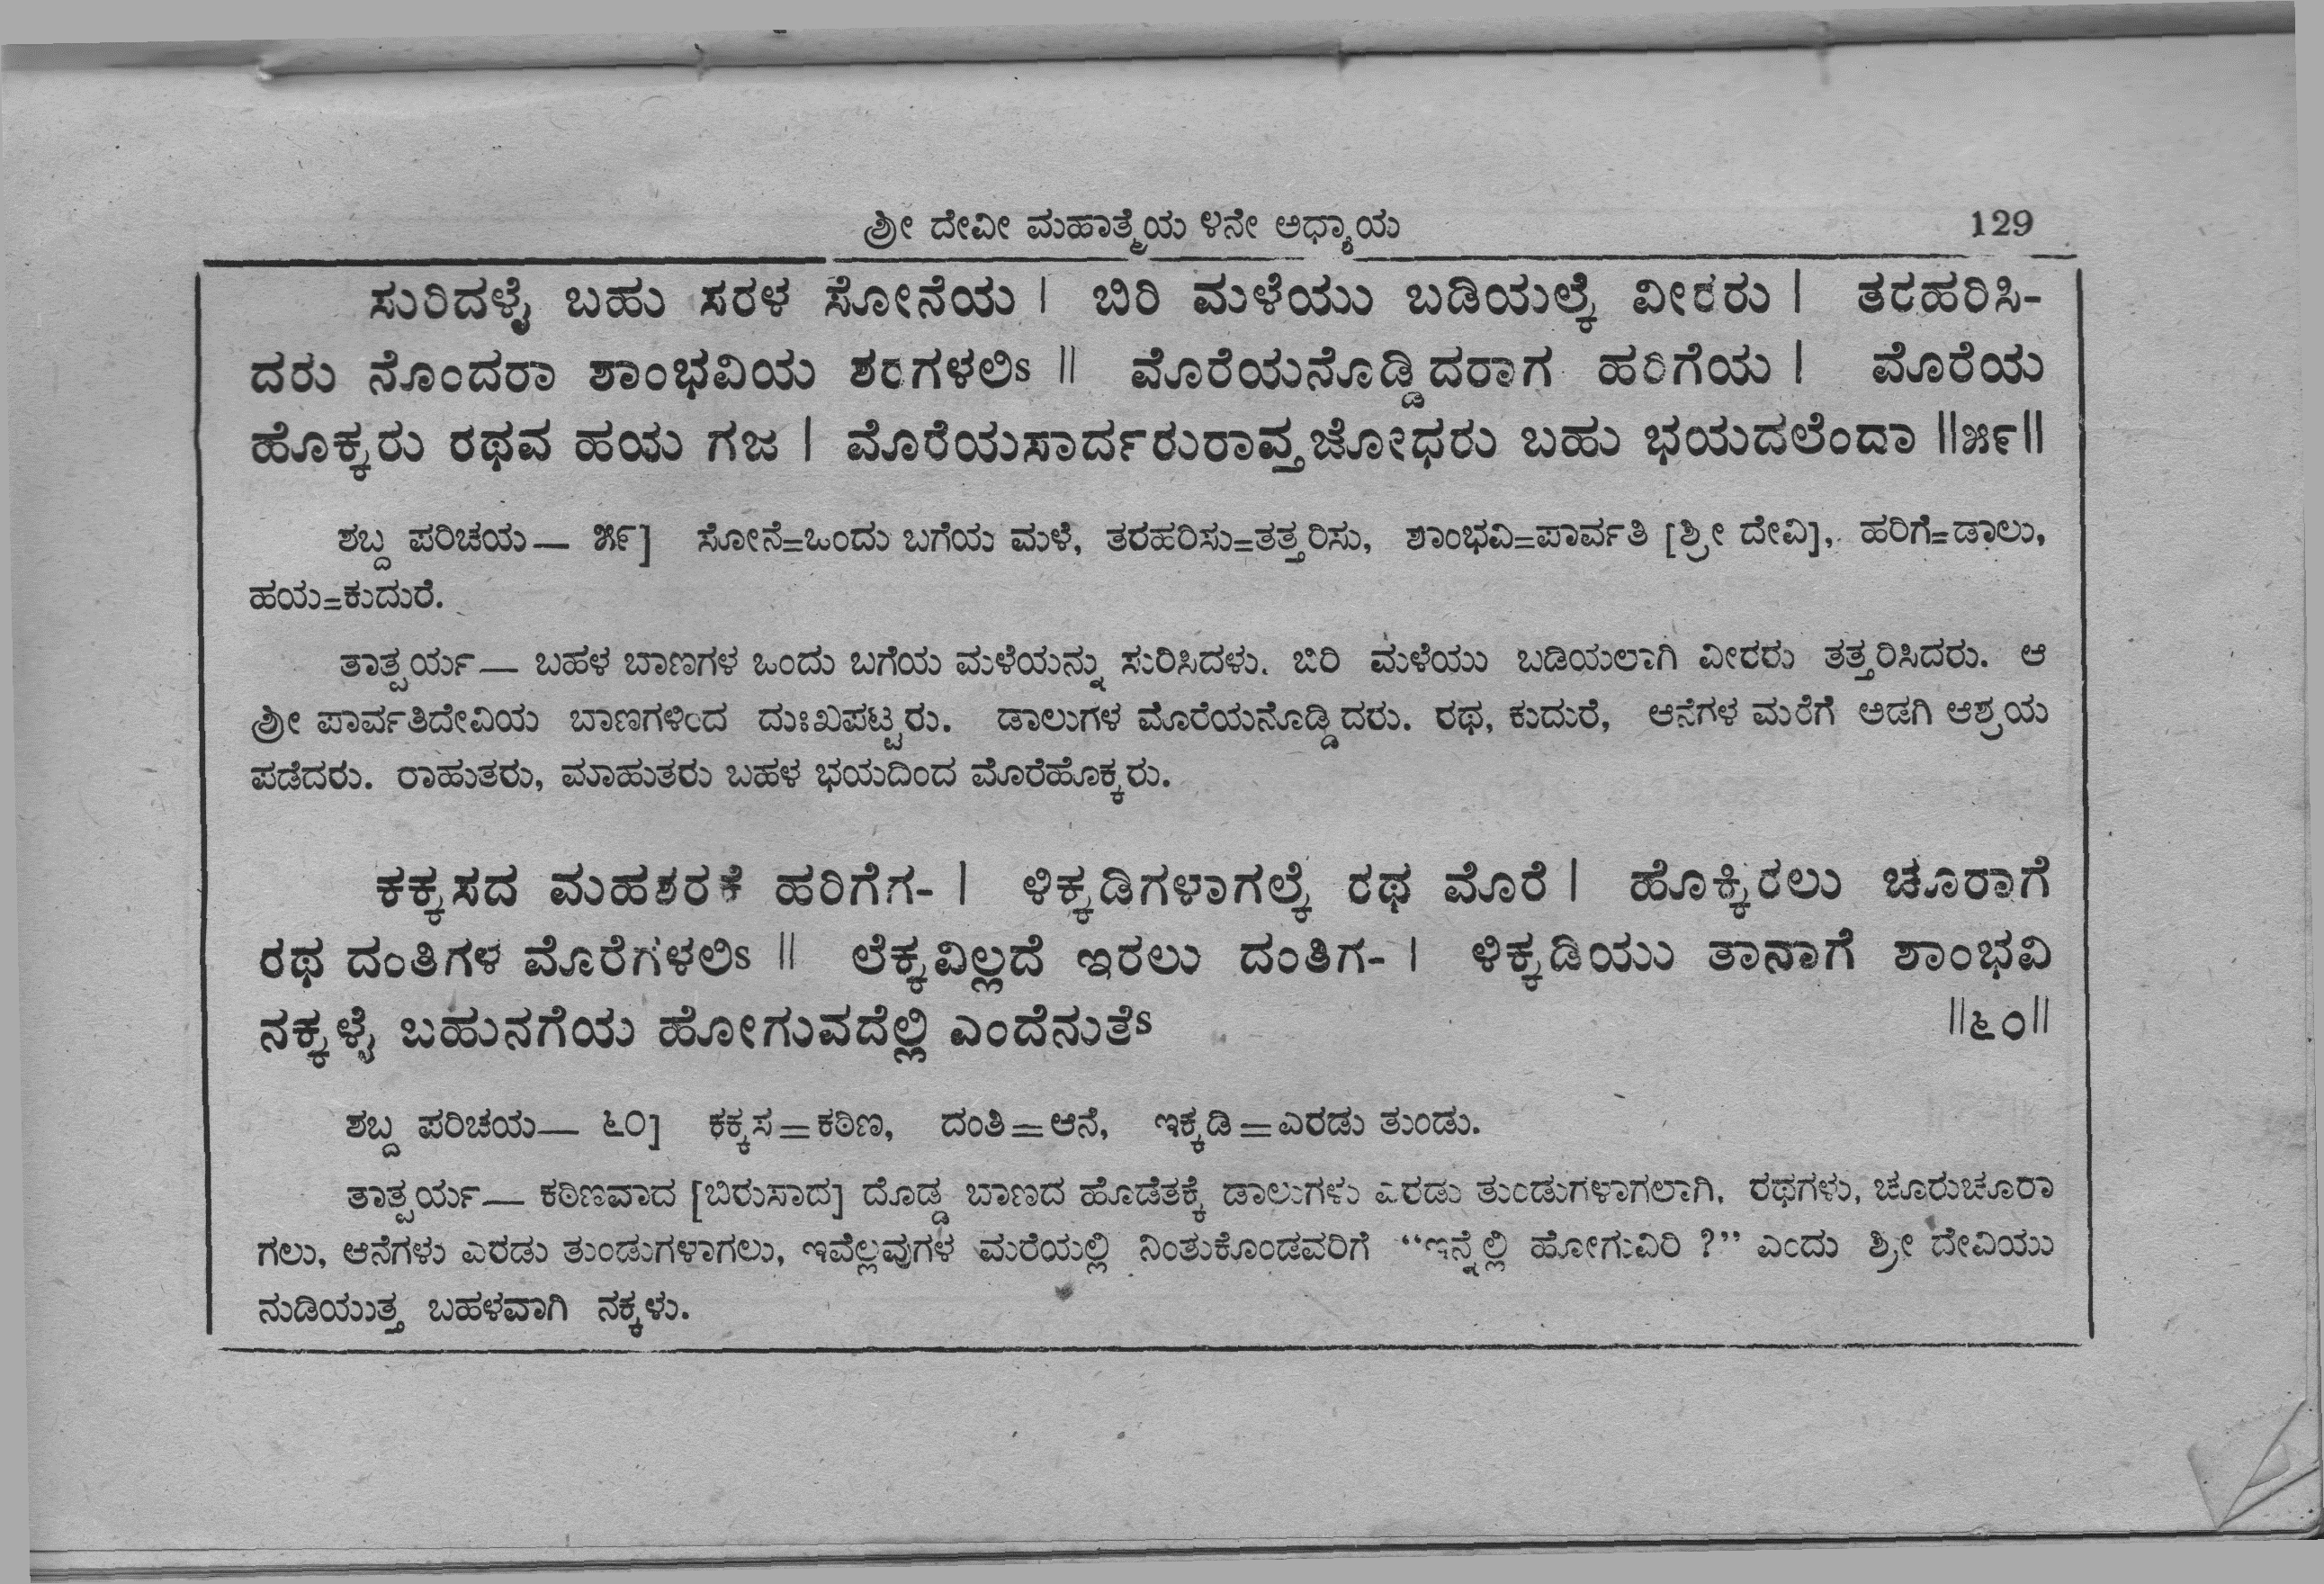 ಶ್ರೀ ದೇವೀ ಮಹಾತ್ಮೆಯ ೪ನೇ ಅಧ್ಯಾಯ 129
ಸುರಿದಳೈ ಬಹು ಸರಳ ಸೋನೆಯ | ಬಿರಿ ಮಳೆಯು ಬಡಿಯಲ್ಕೆ ವೀರರು | ತರಹರಿಸಿ-
ದರು ನೊಂದರಾ ಶಾಂಭವಿಯ ಶರಗಳಲಿs || ಮೊರೆಯನೊಡ್ಡಿದರಾಗ ಹರಿಗೆಯ | ಮೊರೆಯ
ಹೊಕ್ಕರು ರಥವ ಹಯ ಗಜ | ಮೊರೆಯಸಾರ್ದರುರಾವ್ತಜೋಧರು ಬಹು ಭಯದಲೆಂದಾ ||೫೯||
ಶಬ್ದ ಪರಿಚಯ— ೫೯] ಸೋನೆ=ಒಂದು ಬಗೆಯ ಮಳೆ, ತರಹರಿಸು=ತತ್ತರಿಸು, ಶಾಂಭವಿ=ಪಾರ್ವತಿ [ಶ್ರೀ ದೇವಿ], ಹರಿಗೆ=ಡಾಲು,
ಹಯ=ಕುದುರೆ.
ತಾತ್ಪರ್ಯ— ಬಹಳ ಬಾಣಗಳ ಒಂದು ಬಗೆಯ ಮಳೆಯನ್ನು ಸುರಿಸಿದಳು. ಬಿರಿ ಮಳೆಯು ಬಡಿಯಲಾಗಿ ವೀರರು ತತ್ತರಿಸಿದರು. ಆ
ಶ್ರೀ ಪಾರ್ವತಿದೇವಿಯ ಬಾಣಗಳಿಂದ ದುಃಖಪಟ್ಟರು. ಡಾಲುಗಳ ಮೊರೆಯನೊಡ್ಡಿದರು. ರಥ, ಕುದುರೆ, ಆನೆಗಳ ಮರೆಗೆ ಅಡಗಿ ಆಶ್ರಯ
ಪಡೆದರು. ರಾಹುತರು, ಮಾಹುತರು ಬಹಳ ಭಯದಿಂದ ಮೊರೆಹೊಕ್ಕರು.
ಕಕ್ಕಸದ ಮಹಶರಕೆ ಹರಿಗೆಗ- | ಳಿಕ್ಕಡಿಗಳಾಗಲ್ಕೆ ರಥ ಮೊರೆ | ಹೊಕ್ಕಿರಲು ಚೂರಾಗೆ
ರಥ ದಂತಿಗಳ ಮೊರೆಗಳಲಿs || ಲೆಕ್ಕವಿಲ್ಲದೆ ಇರಲು ದಂತಿಗ- | ಳಿಕ್ಕಡಿಯು ತಾನಾಗೆ ಶಾಂಭವಿ
ನಕ್ಕಳೈ ಬಹುನಗೆಯ ಹೋಗುವದೆಲ್ಲಿ ಎಂದೆನುತೆs ||೬೦||
ಶಬ್ದ ಪರಿಚಯ— ೬೦] ಕಕ್ಕಸ=ಕಠಿಣ, ದಂತಿ=ಆನೆ, ಇಕ್ಕಡಿ=ಎರಡು ತುಂಡು.
ತಾತ್ಪರ್ಯ— ಕಠಿಣವಾದ [ಬಿರುಸಾದ] ದೊಡ್ಡ ಬಾಣದ ಹೊಡೆತಕ್ಕೆ ಡಾಲುಗಳು ಎರಡು ತುಂಡುಗಳಾಗಲಾಗಿ, ರಥಗಳು, ಚೂರುಚೂರಾ
ಗಲು, ಆನೆಗಳು ಎರಡು ತುಂಡುಗಳಾಗಲು, ಇವೆಲ್ಲವುಗಳ ಮರೆಯಲ್ಲಿ ನಿಂತುಕೊಂಡವರಿಗೆ “ಇನ್ನೆಲ್ಲಿ ಹೋಗುವಿರಿ ?” ಎಂದು ಶ್ರೀ ದೇವಿಯು
ನುಡಿಯುತ್ತ ಬಹಳವಾಗಿ ನಕ್ಕಳು.